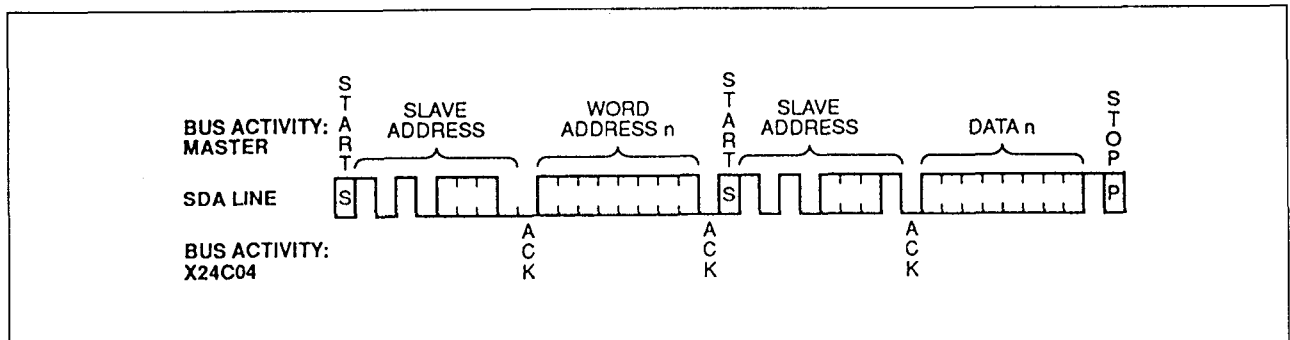 START
SLAVE
ADDRESS
WORD
ADDRESS n
START
SLAVE
ADDRESS
DATA n
STOP
BUS ACTIVITY:
MASTER
SDA LINE
S
S
P
ACK
ACK
ACK
BUS ACTIVITY:
X24C04